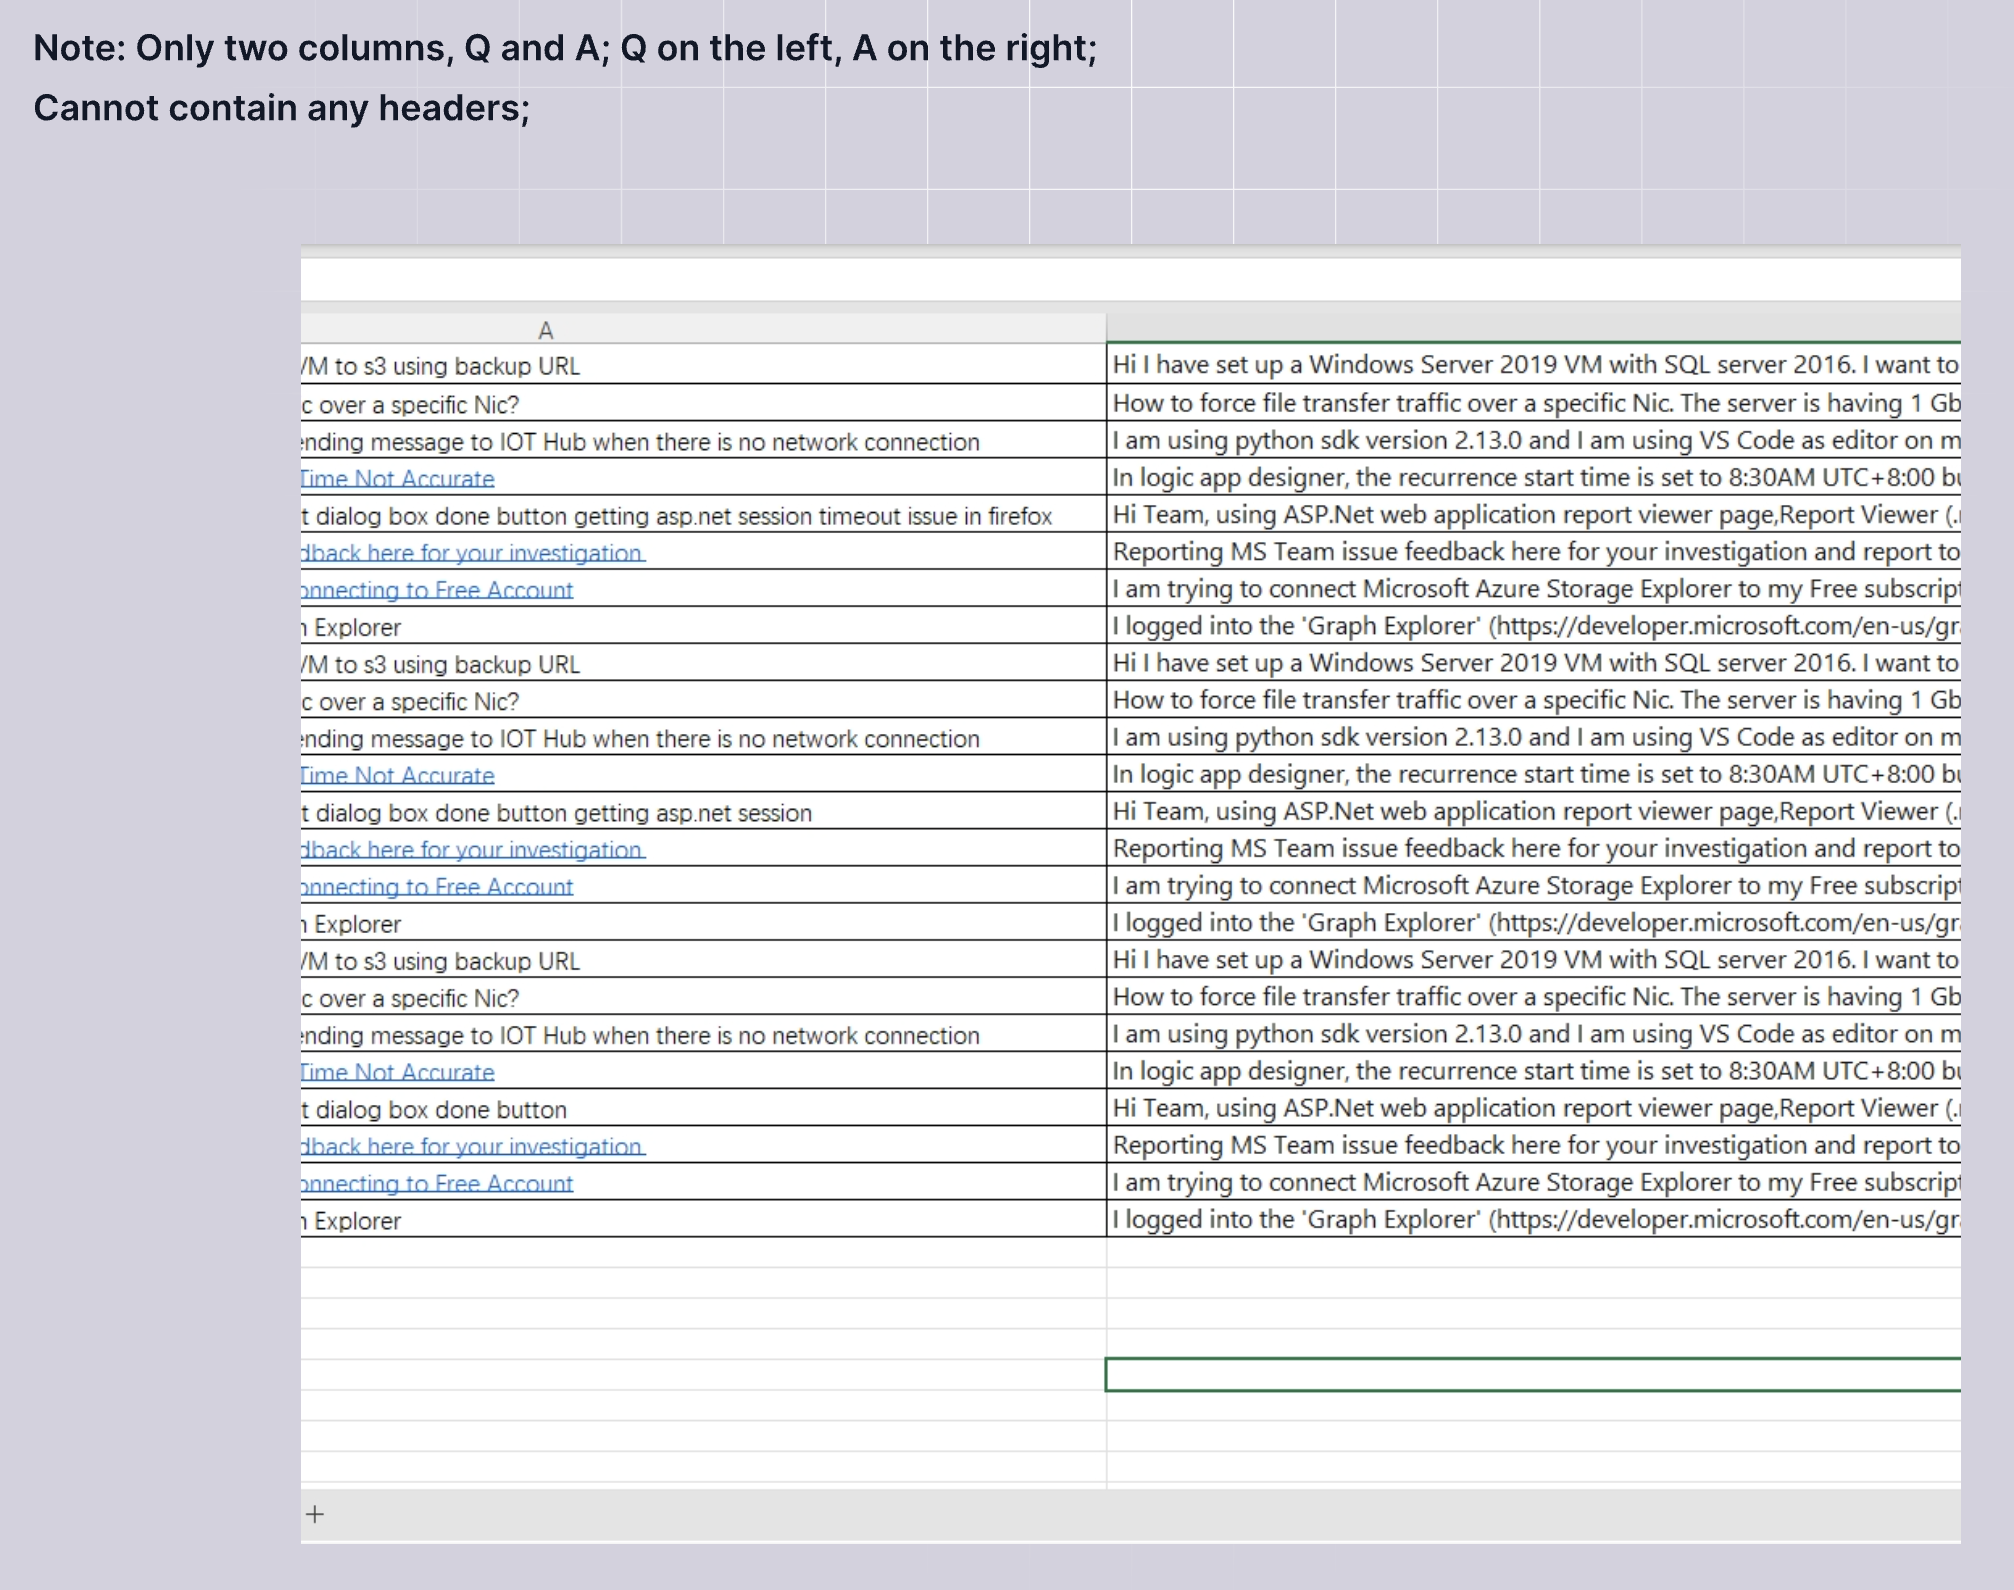 Note: Only two columns, Q and A; Q on the left, A on the right;
Cannot contain any headers;
A
VM to s3 using backup URL
Hi I have set up a Windows Server 2019 VM with SQL server 2016. I want to
c over a specific Nic?
How to force file transfer traffic over a specific Nic. The server is having 1 Gb
ending message to IOT Hub when there is no network connection
I am using python sdk version 2.13.0 and I am using VS Code as editor on m
Time Not Accurate
In logic app designer, the recurrence start time is set to 8:30AM UTC+8:00 bu
t dialog box done button getting asp.net session timeout issue in firefox
Hi Team, using ASP.Net web application report viewer page,Report Viewer (.
dback here for your investigation
Reporting MS Team issue feedback here for your investigation and report to
onnecting to Free Account
I am trying to connect Microsoft Azure Storage Explorer to my Free subscript
Explorer
I logged into the 'Graph Explorer' (https://developer.microsoft.com/en-us/gr
VM to s3 using backup URL
Hi I have set up a Windows Server 2019 VM with SQL server 2016. I want to
c over a specific Nic?
How to force file transfer traffic over a specific Nic. The server is having 1 Gb
ending message to IOT Hub when there is no network connection
I am using python sdk version 2.13.0 and I am using VS Code as editor on m
Time Not Accurate
In logic app designer, the recurrence start time is set to 8:30AM UTC+8:00 bu
t dialog box done button getting asp.net session
Hi Team, using ASP.Net web application report viewer page,Report Viewer (.
dback here for your investigation
Reporting MS Team issue feedback here for your investigation and report to
onnecting to Free Account
I am trying to connect Microsoft Azure Storage Explorer to my Free subscript
Explorer
I logged into the 'Graph Explorer' (https://developer.microsoft.com/en-us/gr
VM to s3 using backup URL
Hi I have set up a Windows Server 2019 VM with SQL server 2016. I want to
c over a specific Nic?
How to force file transfer traffic over a specific Nic. The server is having 1 Gb
ending message to IOT Hub when there is no network connection
I am using python sdk version 2.13.0 and I am using VS Code as editor on m
Time Not Accurate
In logic app designer, the recurrence start time is set to 8:30AM UTC+8:00 bu
t dialog box done button
Hi Team, using ASP.Net web application report viewer page,Report Viewer (.
dback here for your investigation
Reporting MS Team issue feedback here for your investigation and report to
onnecting to Free Account
I am trying to connect Microsoft Azure Storage Explorer to my Free subscript
Explorer
I logged into the 'Graph Explorer' (https://developer.microsoft.com/en-us/gr
+